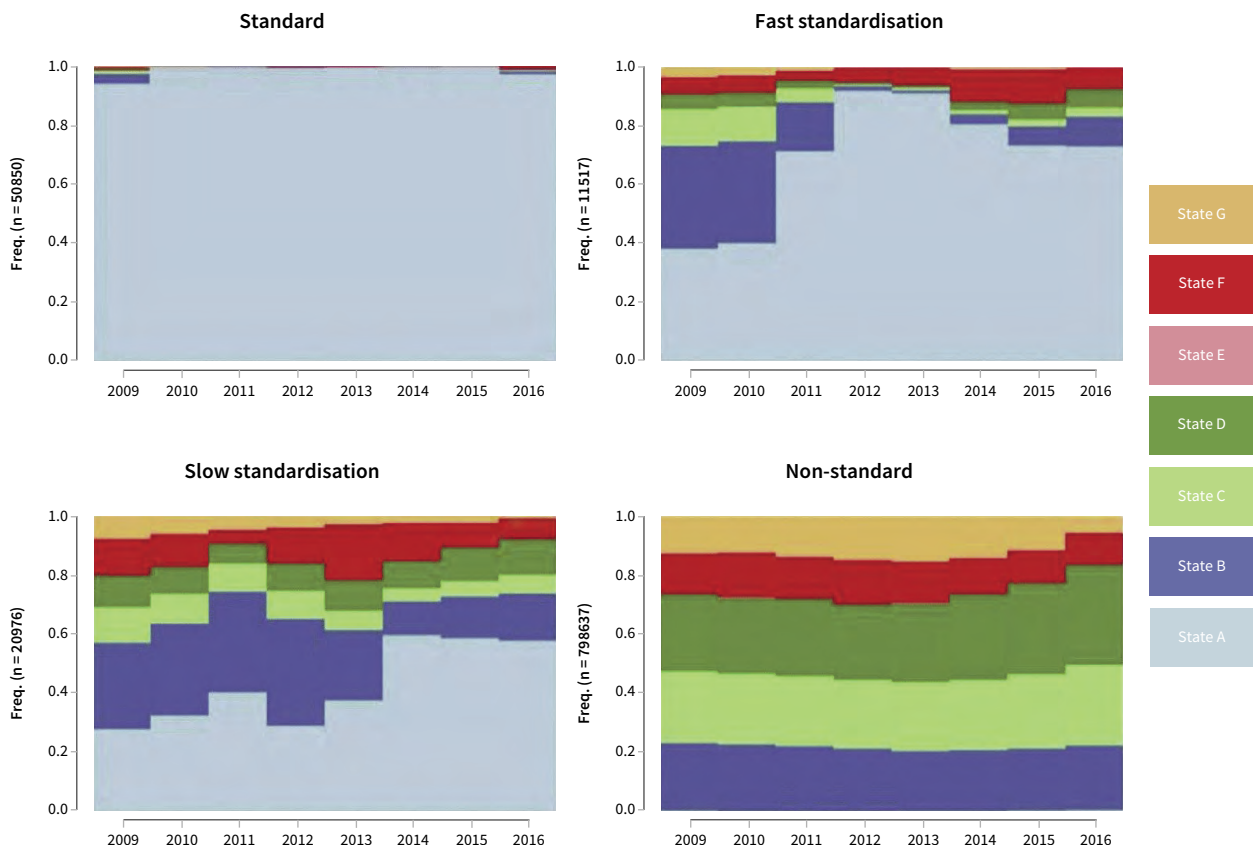 Standard
Fast standardisation
1.0
0.8
0.6
0.4
0.2
0.0
Freq. (n = 50850)
2009 2010 2011 2012 2013 2014 2015 2016
1.0
0.8
0.6
0.4
0.2
0.0
Freq. (n = 11517)
2009 2010 2011 2012 2013 2014 2015 2016
Slow standardisation
Non-standard
1.0
0.8
0.6
0.4
0.2
0.0
Freq. (n = 20976)
2009 2010 2011 2012 2013 2014 2015 2016
1.0
0.8
0.6
0.4
0.2
0.0
Freq. (n = 798637)
2009 2010 2011 2012 2013 2014 2015 2016
State G
State F
State E
State D
State C
State B
State A